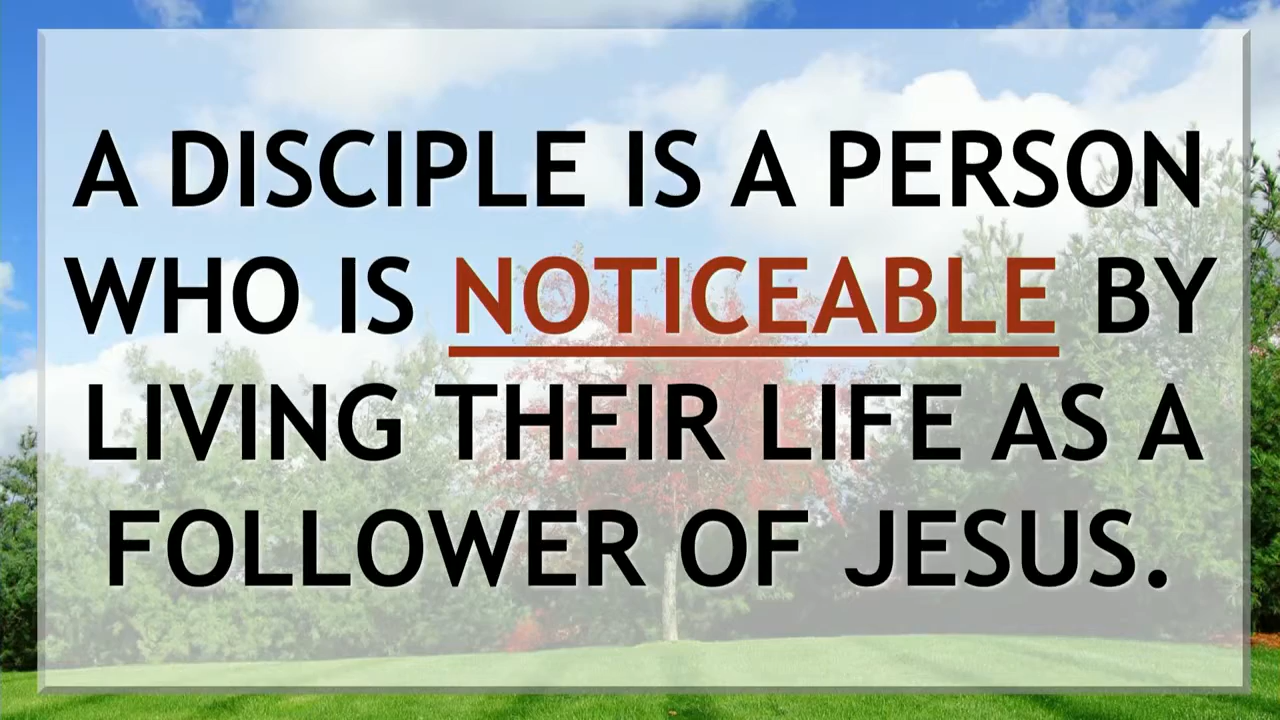 A DISCIPLE IS A PERSON
WHO IS NOTICEABLE BY
LIVING THEIR LIFE AS A
FOLLOWER OF JESUS.